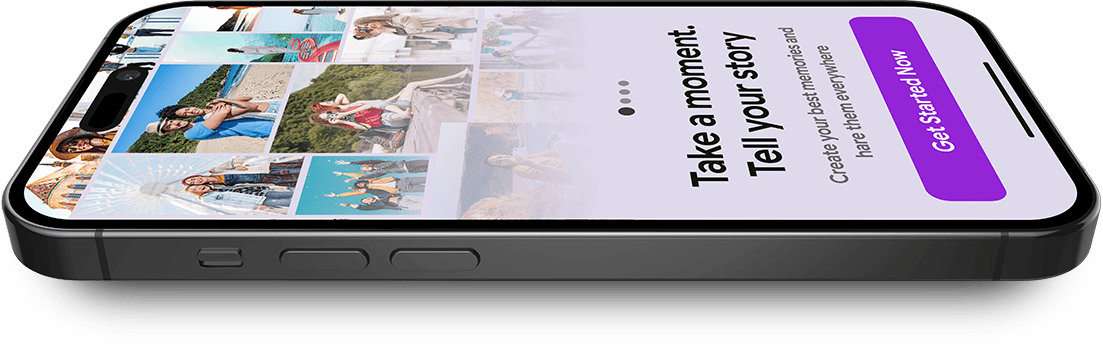 Take a moment.
Tell your story
Create your best memories and
hare them everywhere
Get Started Now